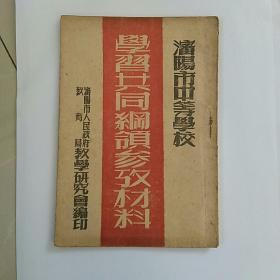 瀋陽市中等學校
學習共同綱領參攷材料
瀋陽市人民政府
教育局
教學研究會編印